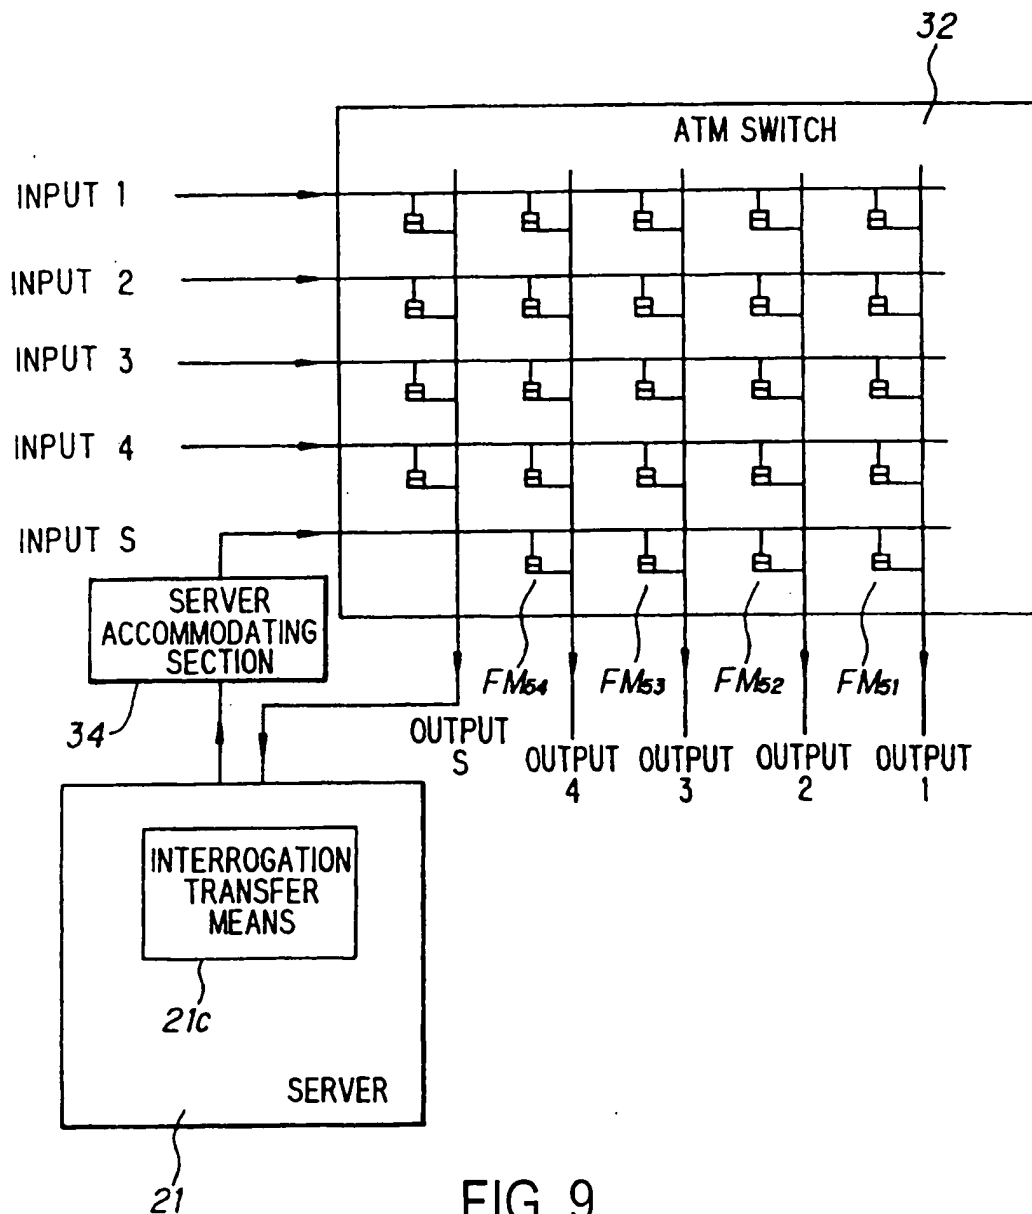 32
ATM SWITCH
INPUT 1
INPUT 2
INPUT 3
INPUT 4
INPUT S
SERVER
ACCOMMODATING
SECTION
34
FM54 FM53 FM52 FM51
OUTPUT
S
OUTPUT
4
OUTPUT
3
OUTPUT
2
OUTPUT
1
INTERROGATION
TRANSFER
MEANS
21c
SERVER
21
FIG. 9